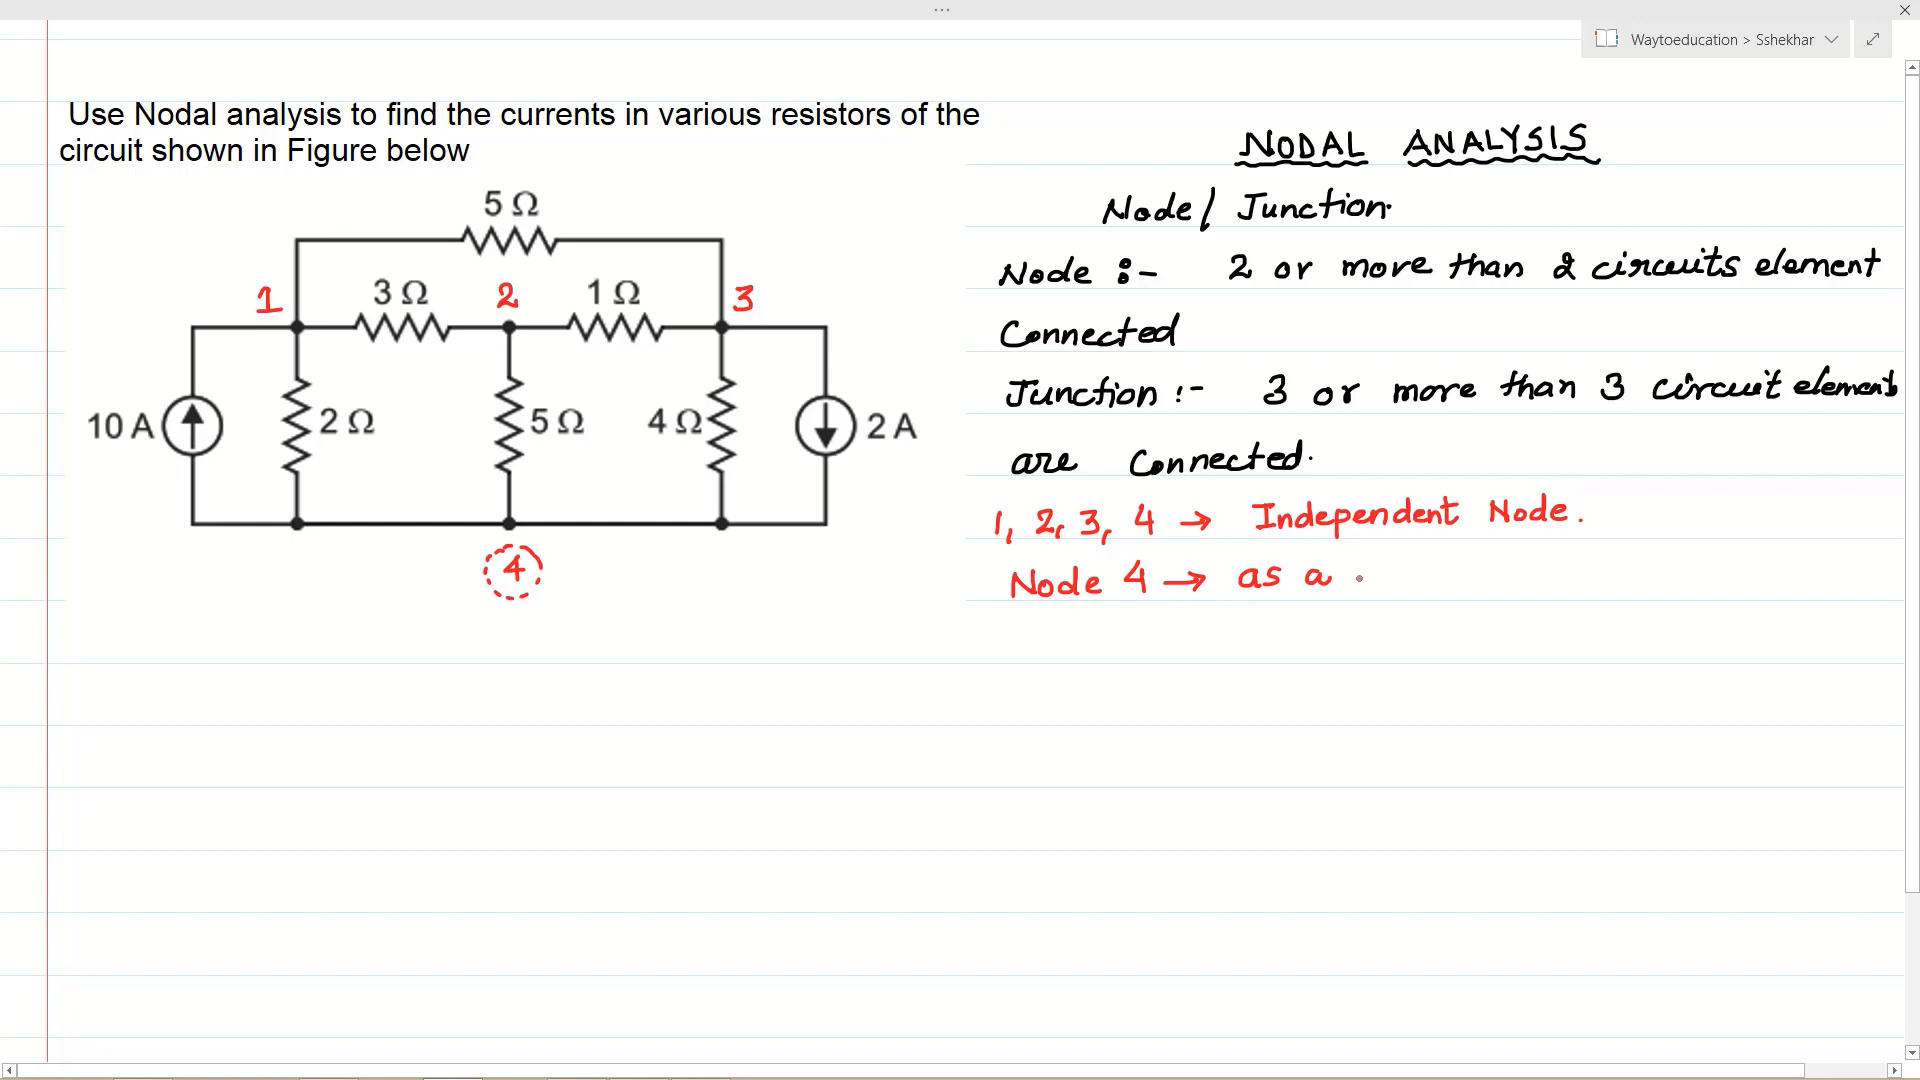 Waytoeducation > Sshekhar
Use Nodal analysis to find the currents in various resistors of the
circuit shown in Figure below
NODAL ANALYSIS
Node/ Junction.
Node :- 2 or more than 2 circuits element
Connected
Junction :- 3 or more than 3 circuit elements
are Connected.
1, 2, 3, 4 → Independent Node.
Node 4 → as a
5 Ω
1 3 Ω 2 1 Ω 3
10 A 2 Ω 5 Ω 4 Ω 2 A
4